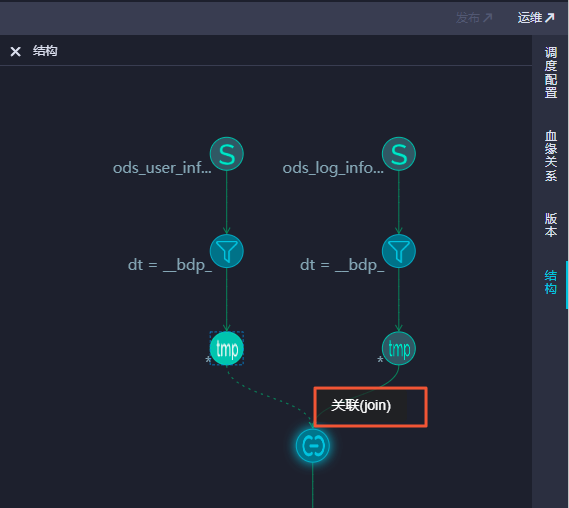 发布 运维
结构
调度配置
血缘关系
版本
结构
S
S
ods_user_inf...
ods_log_info...
dt = __bdp_
dt = __bdp_
tmp
tmp
*
*
关联(join)